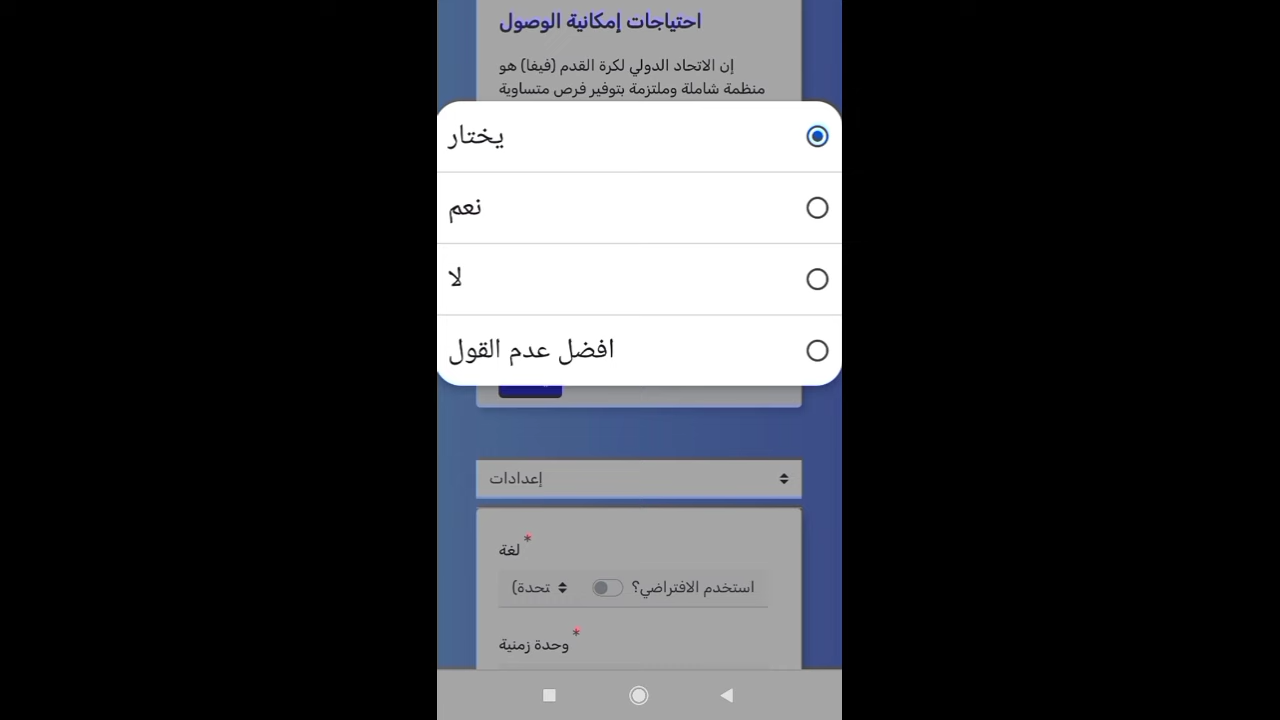 احتياجات إمكانية الوصول
إن الاتحاد الدولي لكرة القدم (فيفا) هو
منظمة شاملة وملتزمة بتوفير فرص متساوية
يختار
نعم
لا
افضل عدم القول
إعدادات
لغة *
استخدم الافتراضي؟ تحدة)
وحدة زمنية *